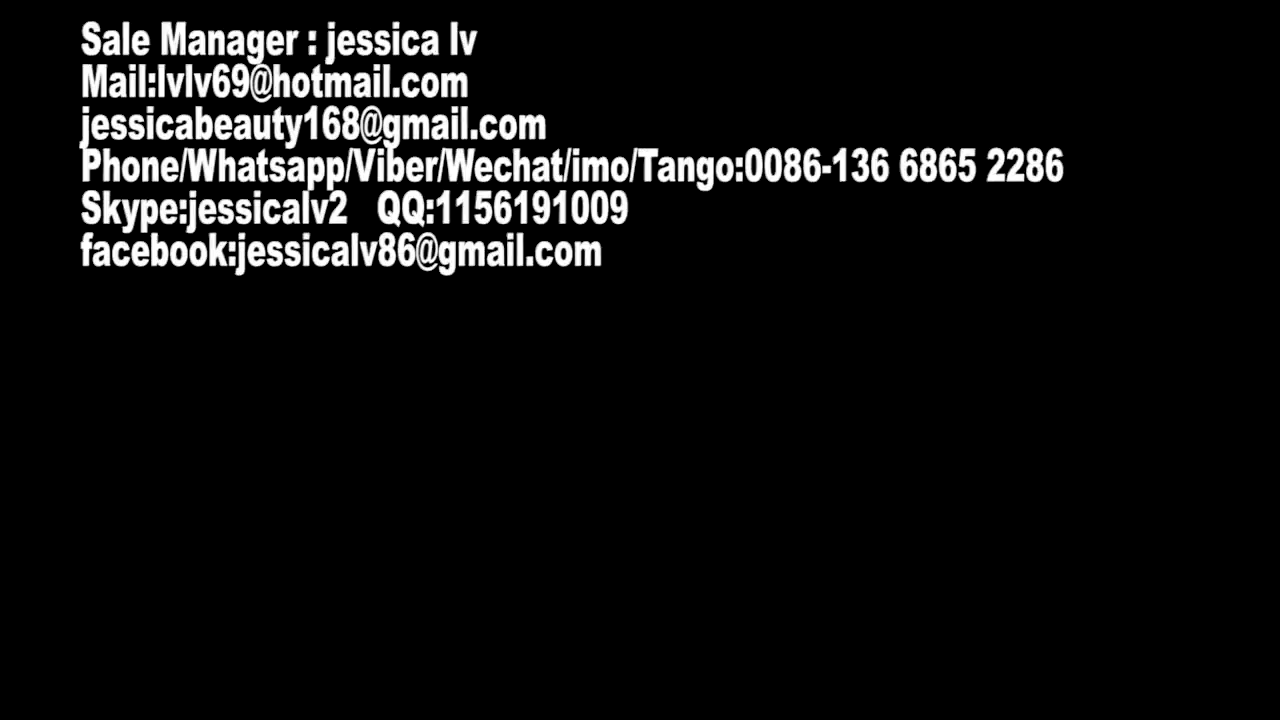 Sale Manager : jessica lv
Mail:lvlv69@hotmail.com
jessicabeauty168@gmail.com
Phone/Whatsapp/Viber/Wechat/imo/Tango:0086-136 6865 2286
Skype:jessicalv2   QQ:1156191009
facebook:jessicalv86@gmail.com